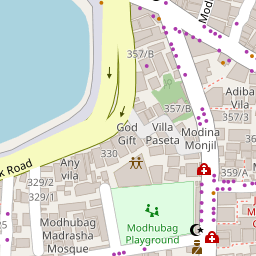 Mod
357/B
Adiba
Vila
357/3
357/B
God
Gift
Villa
Paseta
Modina
Monjil
330
Any
vila
Road
329/2
329/1
359/A
Modhubag
Madrasha
Mosque
Modhubag
Playground